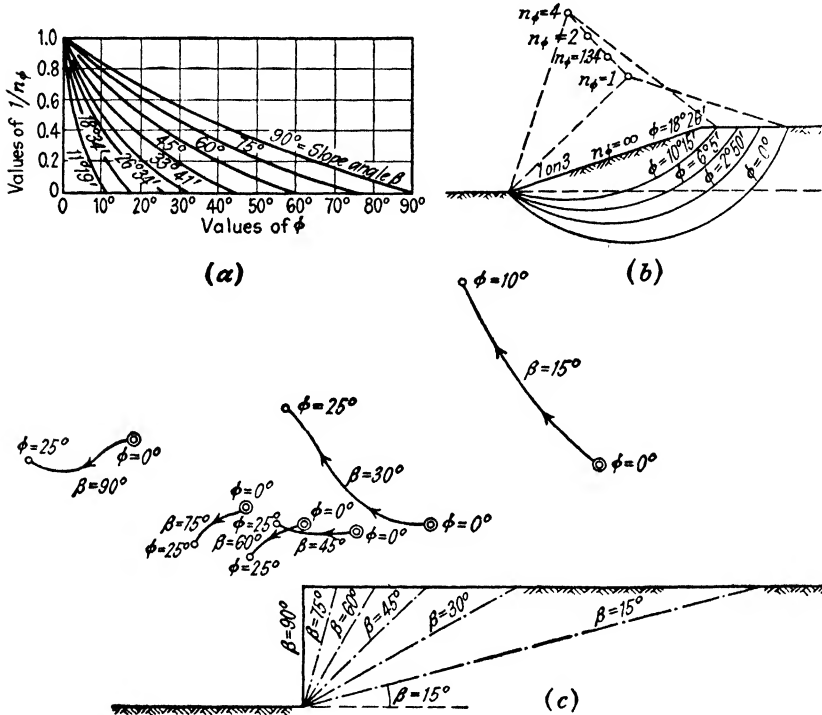 1.0
0.8
0.6
0.4
0.2
0
Values of 1/nϕ
0 10° 20° 30° 40° 50° 60° 70° 80° 90°
Values of ϕ
11°19'
18°
26°34'
33°41'
45°
60°
75°
90° = Slope angle β
(a)
nϕ=4
nϕ=2
nϕ=134
nϕ=1
nϕ=∞
1 on 3
ϕ=18°26'
ϕ=10°15'
ϕ=6°5'
ϕ=2°50'
ϕ=0°
(b)
ϕ=10°
β=15°
ϕ=0°
ϕ=25°
β=30°
ϕ=0°
ϕ=25°
ϕ=0°
β=90°
ϕ=0°
β=75°
ϕ=25°
ϕ=0°
β=60°
ϕ=25°
ϕ=25°
β=45°
ϕ=0°
β=90°
β=75°
β=60°
β=45°
β=30°
β=15°
β=15°
(c)